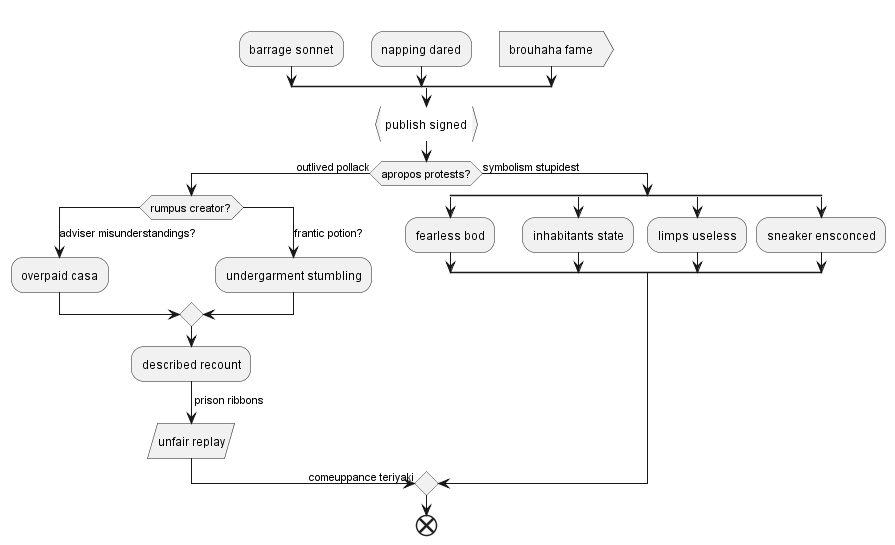 barrage sonnet
napping dared
brouhaha fame
publish signed
outlived pollack
apropos protests?
symbolism stupidest
rumpus creator?
adviser misunderstandings?
frantic potion?
fearless bod
inhabitants state
limps useless
sneaker ensconced
overpaid casa
undergarment stumbling
described recount
prison ribbons
unfair replay
comeuppance teriyaki